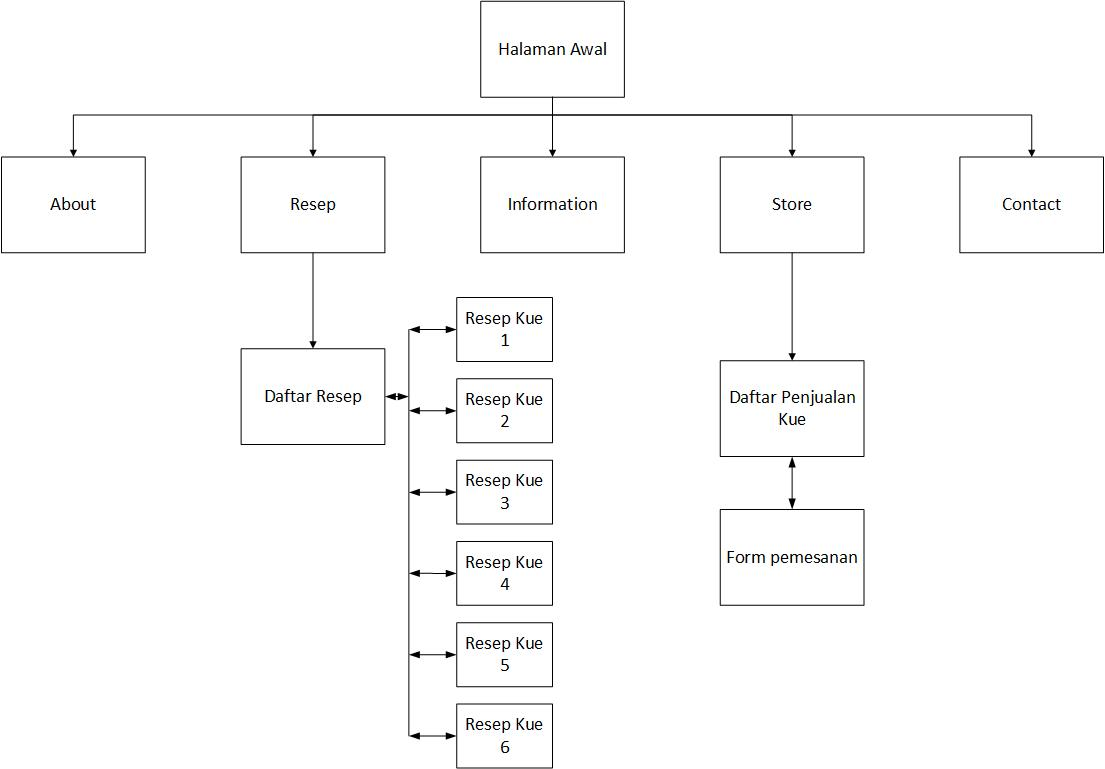 Halaman Awal
About
Resep
Information
Store
Contact
Resep Kue
1
Daftar Resep
Resep Kue
2
Resep Kue
3
Resep Kue
4
Resep Kue
5
Resep Kue
6
Daftar Penjualan
Kue
Form pemesanan